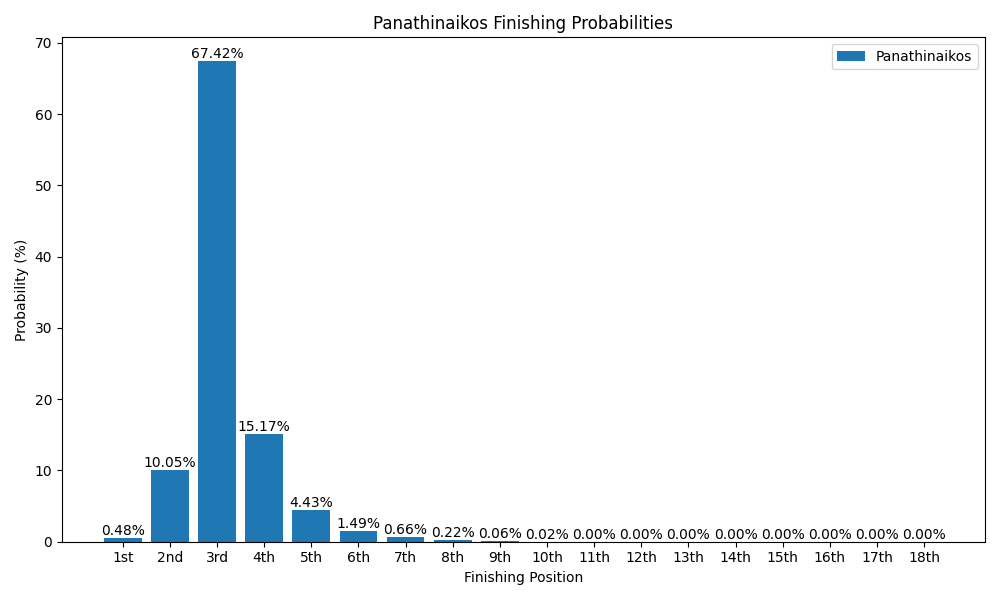 Panathinaikos Finishing Probabilities
Panathinaikos
Probability (%)
70
60
50
40
30
20
10
0
0.48%
10.05%
67.42%
15.17%
4.43%
1.49%
0.66%
0.22%
0.06%
0.02%
0.00%
0.00%
0.00%
0.00%
0.00%
0.00%
0.00%
0.00%
1st
2nd
3rd
4th
5th
6th
7th
8th
9th
10th
11th
12th
13th
14th
15th
16th
17th
18th
Finishing Position